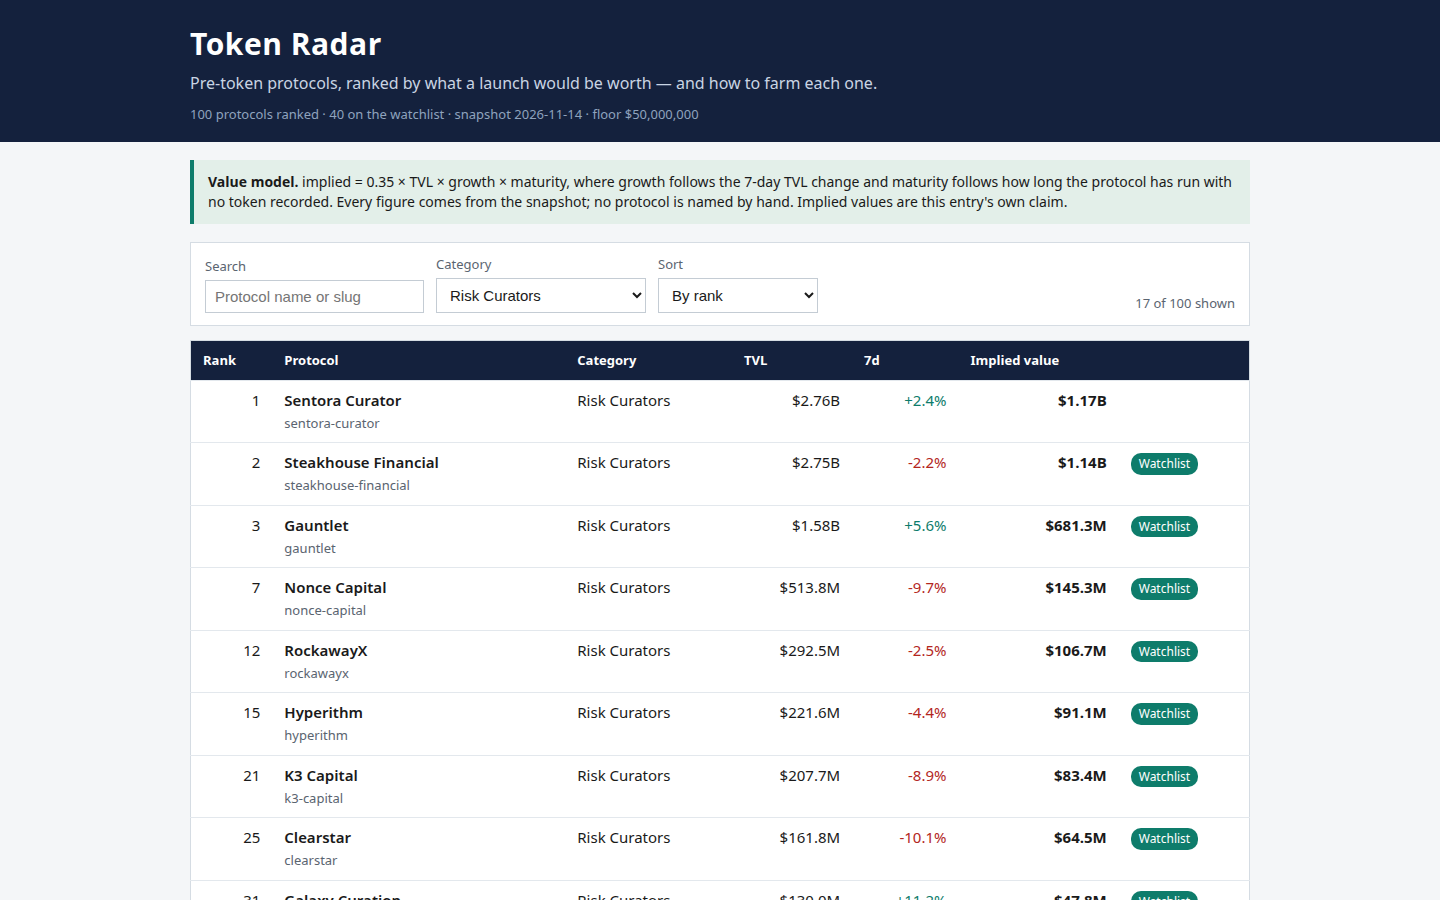 Token Radar
Pre-token protocols, ranked by what a launch would be worth — and how to farm each one.
100 protocols ranked · 40 on the watchlist · snapshot 2026-11-14 · floor $50,000,000
Value model. implied = 0.35 × TVL × growth × maturity, where growth follows the 7-day TVL change and maturity follows how long the protocol has run with
no token recorded. Every figure comes from the snapshot; no protocol is named by hand. Implied values are this entry's own claim.
Search Category Sort
Protocol name or slug Risk Curators By rank 17 of 100 shown
Rank Protocol Category TVL 7d Implied value
1 Sentora Curator Risk Curators $2.76B +2.4% $1.17B
sentora-curator
2 Steakhouse Financial Risk Curators $2.75B -2.2% $1.14B Watchlist
steakhouse-financial
3 Gauntlet Risk Curators $1.58B +5.6% $681.3M Watchlist
gauntlet
7 Nonce Capital Risk Curators $513.8M -9.7% $145.3M Watchlist
nonce-capital
12 RockawayX Risk Curators $292.5M -2.5% $106.7M Watchlist
rockawayx
15 Hyperithm Risk Curators $221.6M -4.4% $91.1M Watchlist
hyperithm
21 K3 Capital Risk Curators $207.7M -8.9% $83.4M Watchlist
k3-capital
25 Clearstar Risk Curators $161.8M -10.1% $64.5M Watchlist
clearstar
31 Galaxy Curation Risk Curators Watchlist